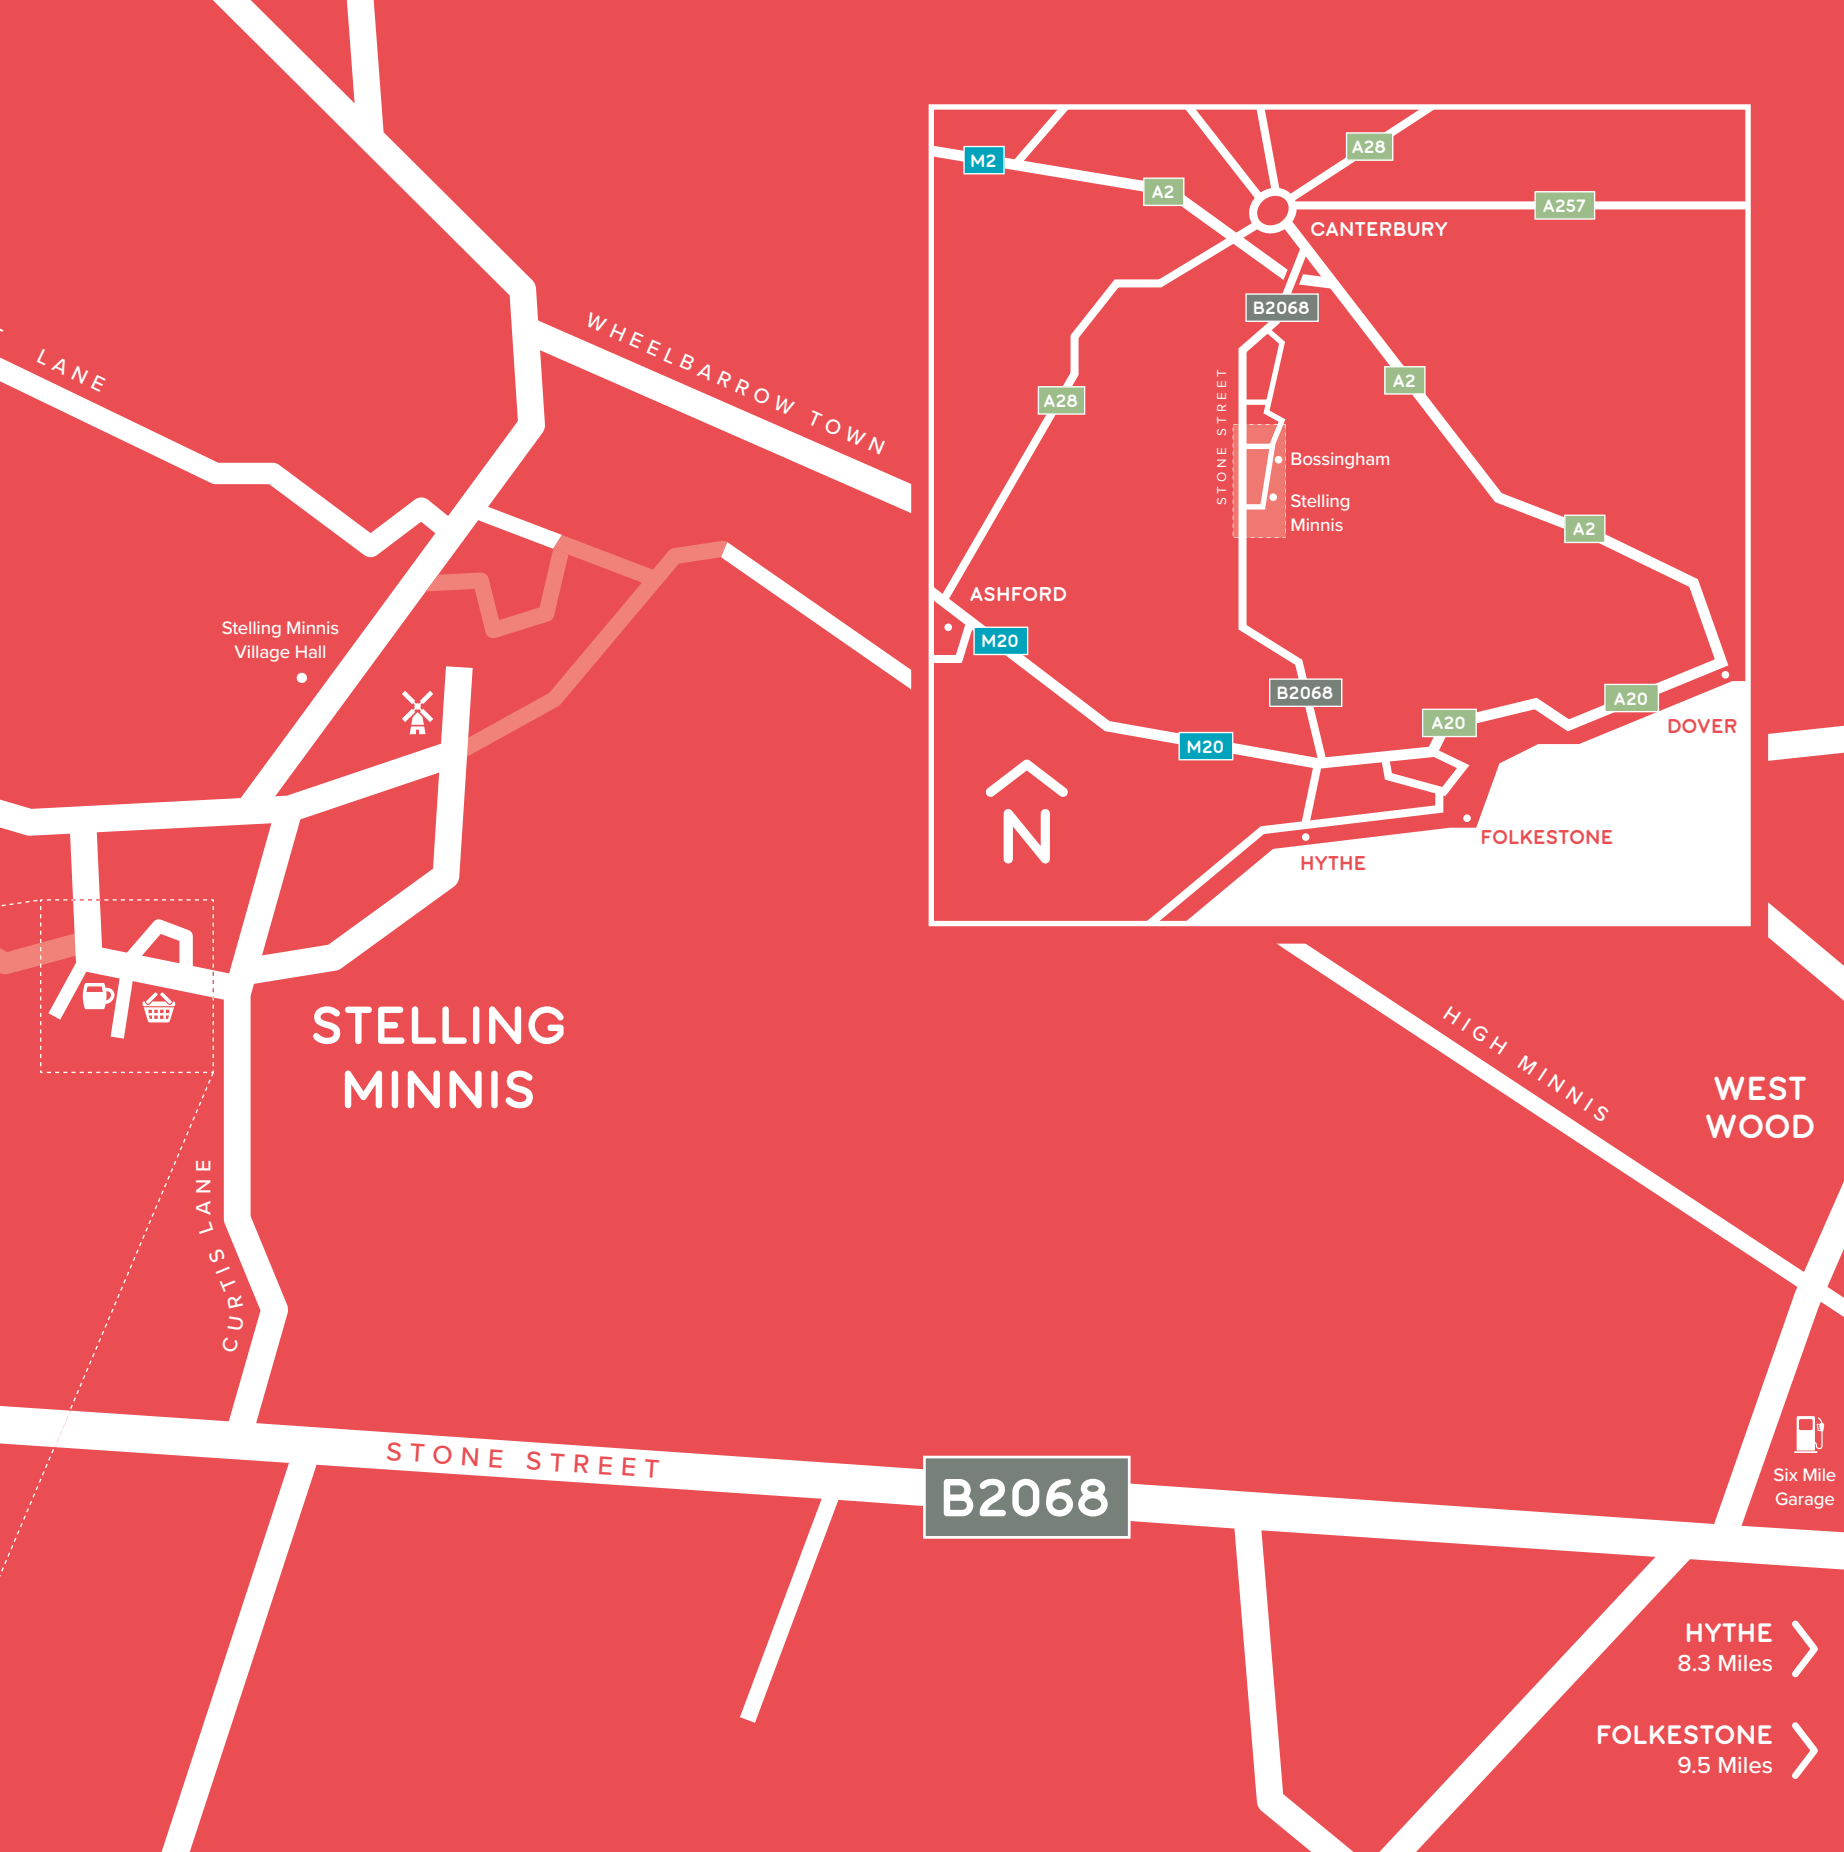 LANE
WHEELBARROW TOWN
Stelling Minnis
Village Hall
STELLING
MINNIS
CURTIS LANE
STONE STREET
B2068
M2
A2
A28
A257
CANTERBURY
B2068
A28
A2
STONE STREET
Bossingham
Stelling
Minnis
A2
ASHFORD
M20
B2068
A20
A20
DOVER
M20
N
FOLKESTONE
HYTHE
HIGH MINNIS
WEST
WOOD
Six Mile
Garage
HYTHE
8.3 Miles
FOLKESTONE
9.5 Miles